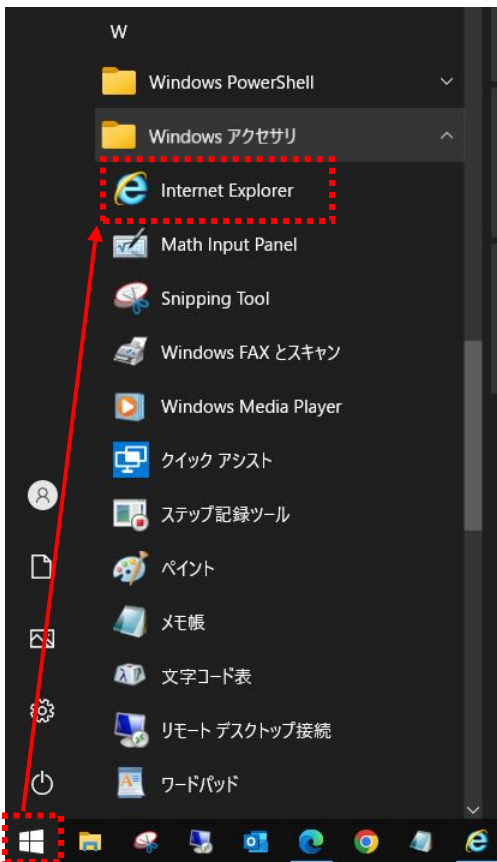 W
Windows PowerShell
Windows アクセサリ
Internet Explorer
Math Input Panel
Snipping Tool
Windows FAX とスキャン
Windows Media Player
クイック アシスト
ステップ記録ツール
ペイント
メモ帳
文字コード表
リモート デスクトップ接続
ワードパッド